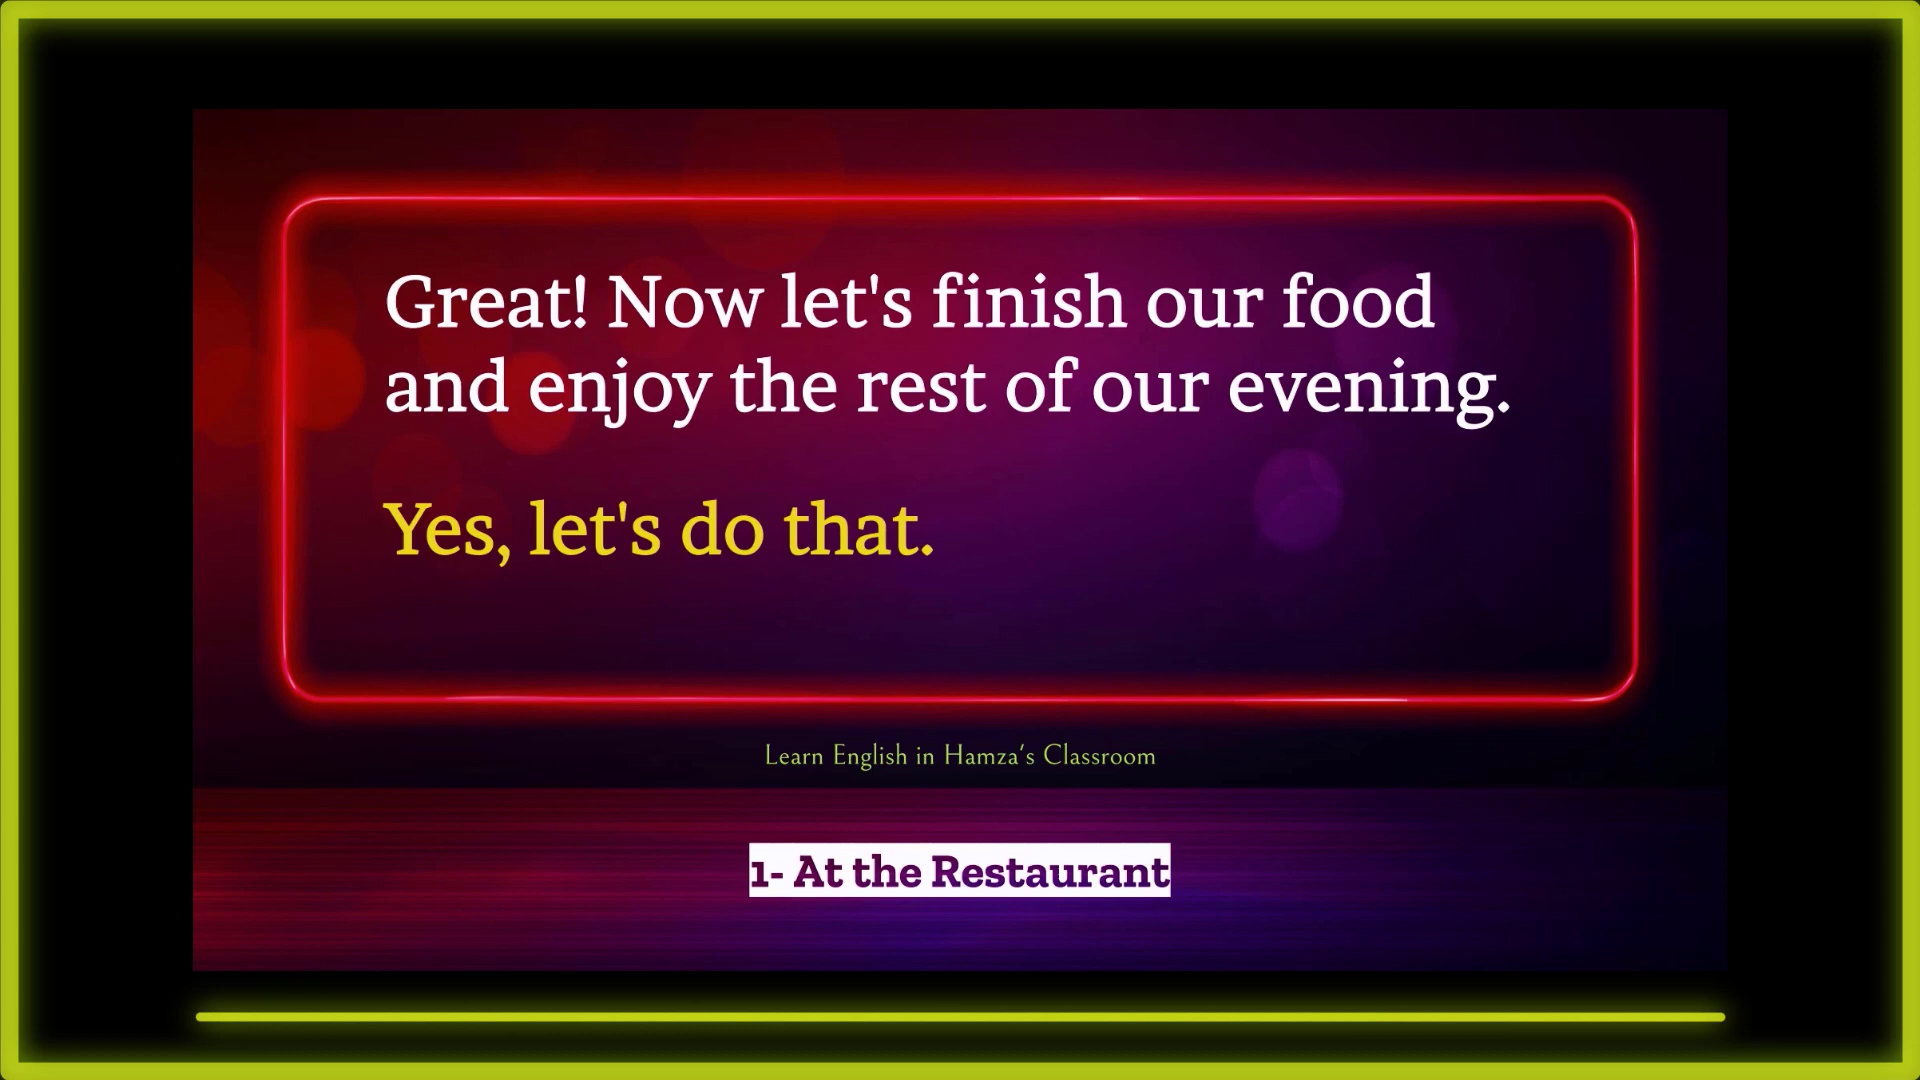 Great! Now let's finish our food
and enjoy the rest of our evening.
Yes, let's do that.
Learn English in Hamza's Classroom
1- At the Restaurant